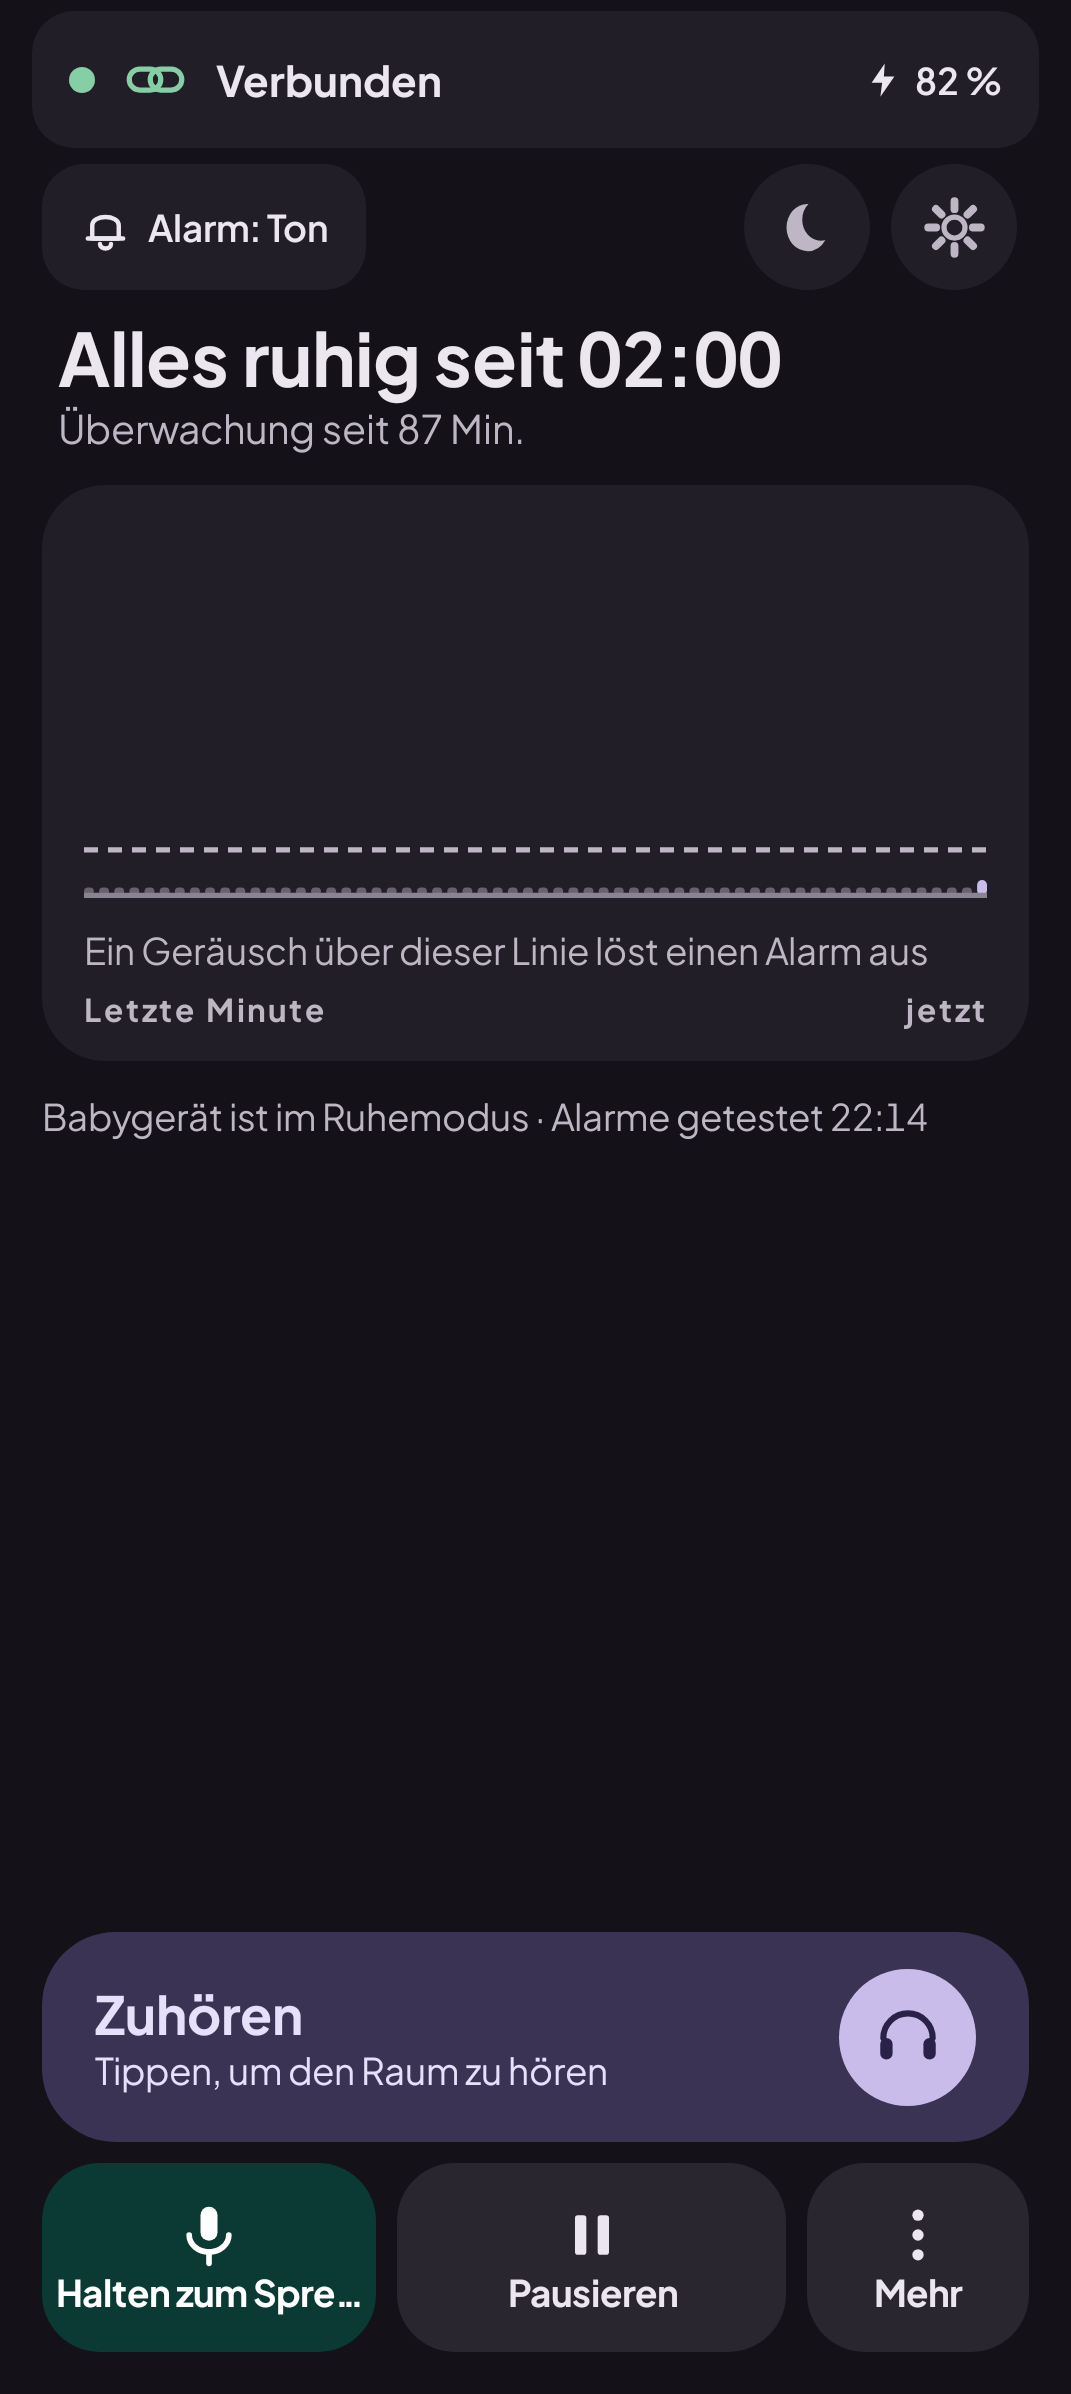 Verbunden
82 %
Alarm: Ton
Alles ruhig seit 02:00
Überwachung seit 87 Min.
Ein Geräusch über dieser Linie löst einen Alarm aus
Letzte Minute
jetzt
Babygerät ist im Ruhemodus · Alarme getestet 22:14
Zuhören
Tippen, um den Raum zu hören
Halten zum Spre…
Pausieren
Mehr